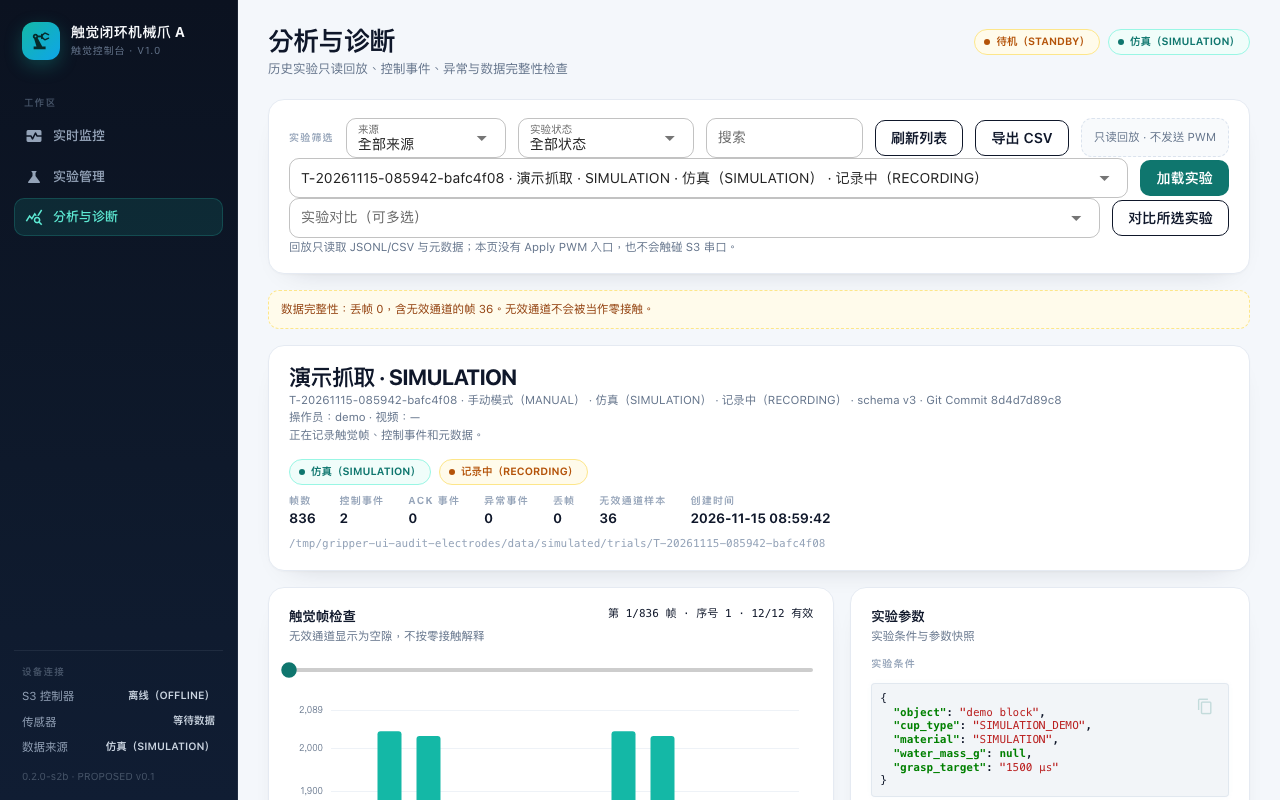 触觉闭环机械爪 A
触觉控制台 · V1.0
工作区
实时监控
实验管理
分析与诊断
设备连接
S3 控制器 离线（OFFLINE）
传感器 等待数据
数据来源 仿真（SIMULATION）
0.2.0-s2b · PROPOSED v0.1
分析与诊断
历史实验只读回放、控制事件、异常与数据完整性检查
待机（STANDBY） 仿真（SIMULATION）
实验筛选 来源 全部来源 实验状态 全部状态 搜索 刷新列表 导出 CSV 只读回放 · 不发送 PWM
T-20261115-085942-bafc4f08 · 演示抓取 · SIMULATION · 仿真（SIMULATION） · 记录中（RECORDING） 加载实验
实验对比（可多选） 对比所选实验
回放只读取 JSONL/CSV 与元数据；本页没有 Apply PWM 入口，也不会触碰 S3 串口。
数据完整性：丢帧 0，含无效通道的帧 36。无效通道不会被当作零接触。
演示抓取 · SIMULATION
T-20261115-085942-bafc4f08 · 手动模式（MANUAL） · 仿真（SIMULATION） · 记录中（RECORDING） · schema v3 · Git Commit 8d4d7d89c8
操作员：demo · 视频：—
正在记录触觉帧、控制事件和元数据。
仿真（SIMULATION） 记录中（RECORDING）
帧数 控制事件 ACK 事件 异常事件 丢帧 无效通道样本 创建时间
836 2 0 0 0 36 2026-11-15 08:59:42
/tmp/gripper-ui-audit-electrodes/data/simulated/trials/T-20261115-085942-bafc4f08
触觉帧检查 第 1/836 帧 · 序号 1 · 12/12 有效
无效通道显示为空隙，不按零接触解释
2,089
2,000
1,900
实验参数
实验条件与参数快照
实验条件
{
"object": "demo block",
"cup_type": "SIMULATION_DEMO",
"material": "SIMULATION",
"water_mass_g": null,
"grasp_target": "1500 µs"
}